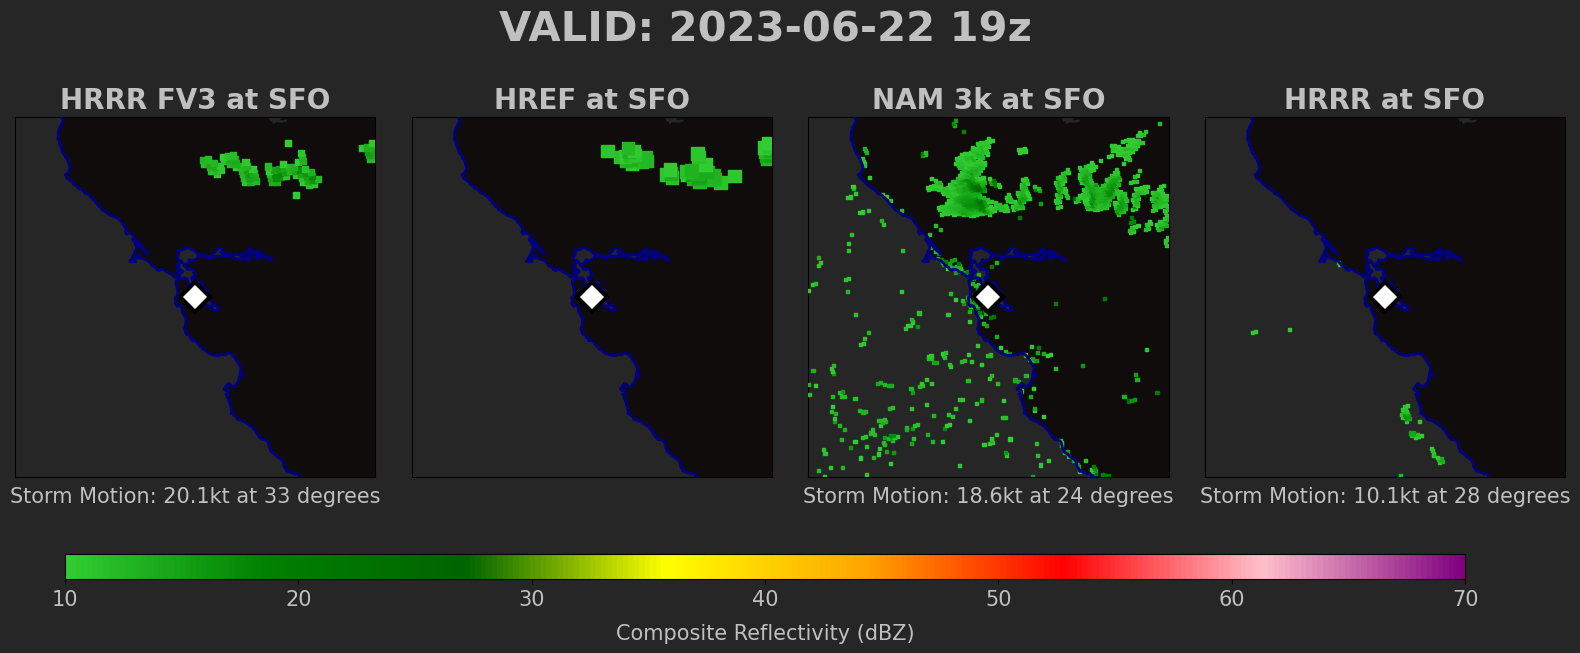 VALID: 2023-06-22 19z
HRRR FV3 at SFO
HREF at SFO
NAM 3k at SFO
HRRR at SFO
Storm Motion: 20.1kt at 33 degrees
Storm Motion: 18.6kt at 24 degrees
Storm Motion: 10.1kt at 28 degrees
10 20 30 40 50 60 70
Composite Reflectivity (dBZ)